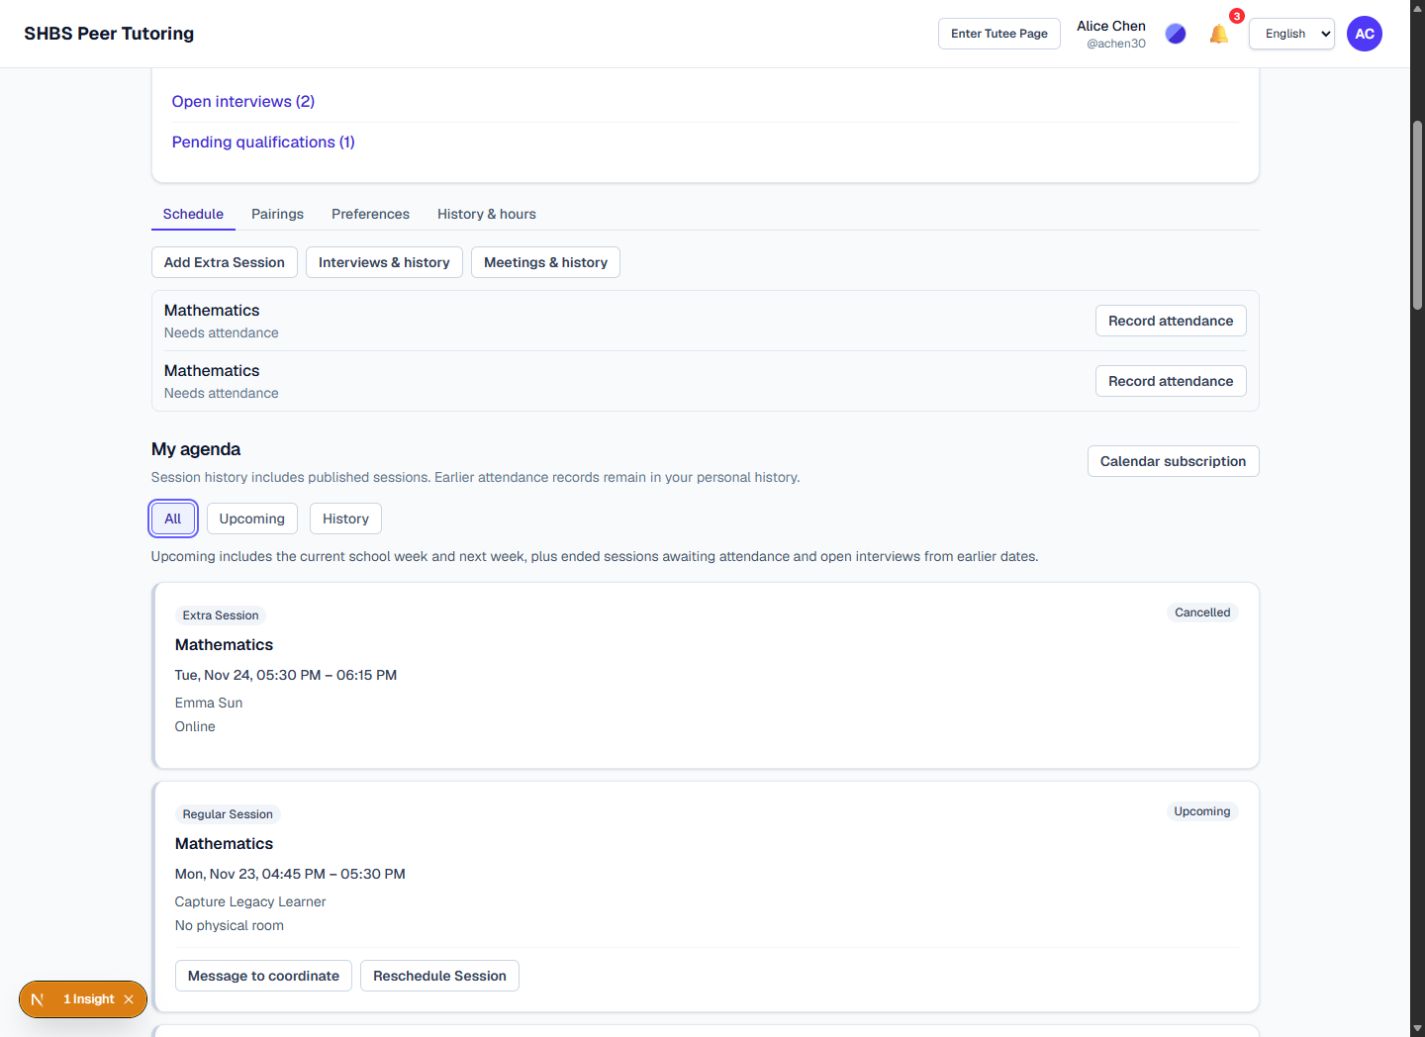 SHBS Peer Tutoring
Enter Tutee Page
Alice Chen
@achen30
3
English
AC
Open interviews (2)
Pending qualifications (1)
Schedule
Pairings
Preferences
History & hours
Add Extra Session
Interviews & history
Meetings & history
Mathematics
Needs attendance
Record attendance
Mathematics
Needs attendance
Record attendance
My agenda
Session history includes published sessions. Earlier attendance records remain in your personal history.
Calendar subscription
All
Upcoming
History
Upcoming includes the current school week and next week, plus ended sessions awaiting attendance and open interviews from earlier dates.
Extra Session
Cancelled
Mathematics
Tue, Nov 24, 05:30 PM – 06:15 PM
Emma Sun
Online
Regular Session
Upcoming
Mathematics
Mon, Nov 23, 04:45 PM – 05:30 PM
Capture Legacy Learner
No physical room
Message to coordinate
Reschedule Session
N
1 Insight